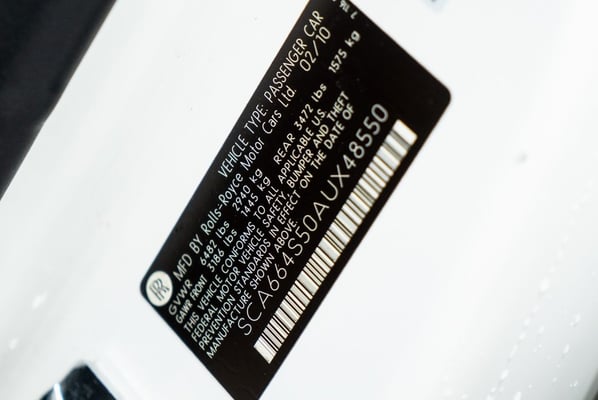 VEHICLE TYPE: PASSENGER CAR
MFD BY Rolls-Royce Motor Cars Ltd. 02/10
GVWR 6482 lbs 2940 kg
GAWR FRONT 3186 lbs 1445 kg REAR 3472 lbs 1575 kg
THIS VEHICLE CONFORMS TO ALL APPLICABLE U.S.
FEDERAL MOTOR VEHICLE SAFETY, BUMPER AND THEFT
PREVENTION STANDARDS IN EFFECT ON THE DATE OF
MANUFACTURE SHOWN ABOVE.
SCA664S50AUX48550